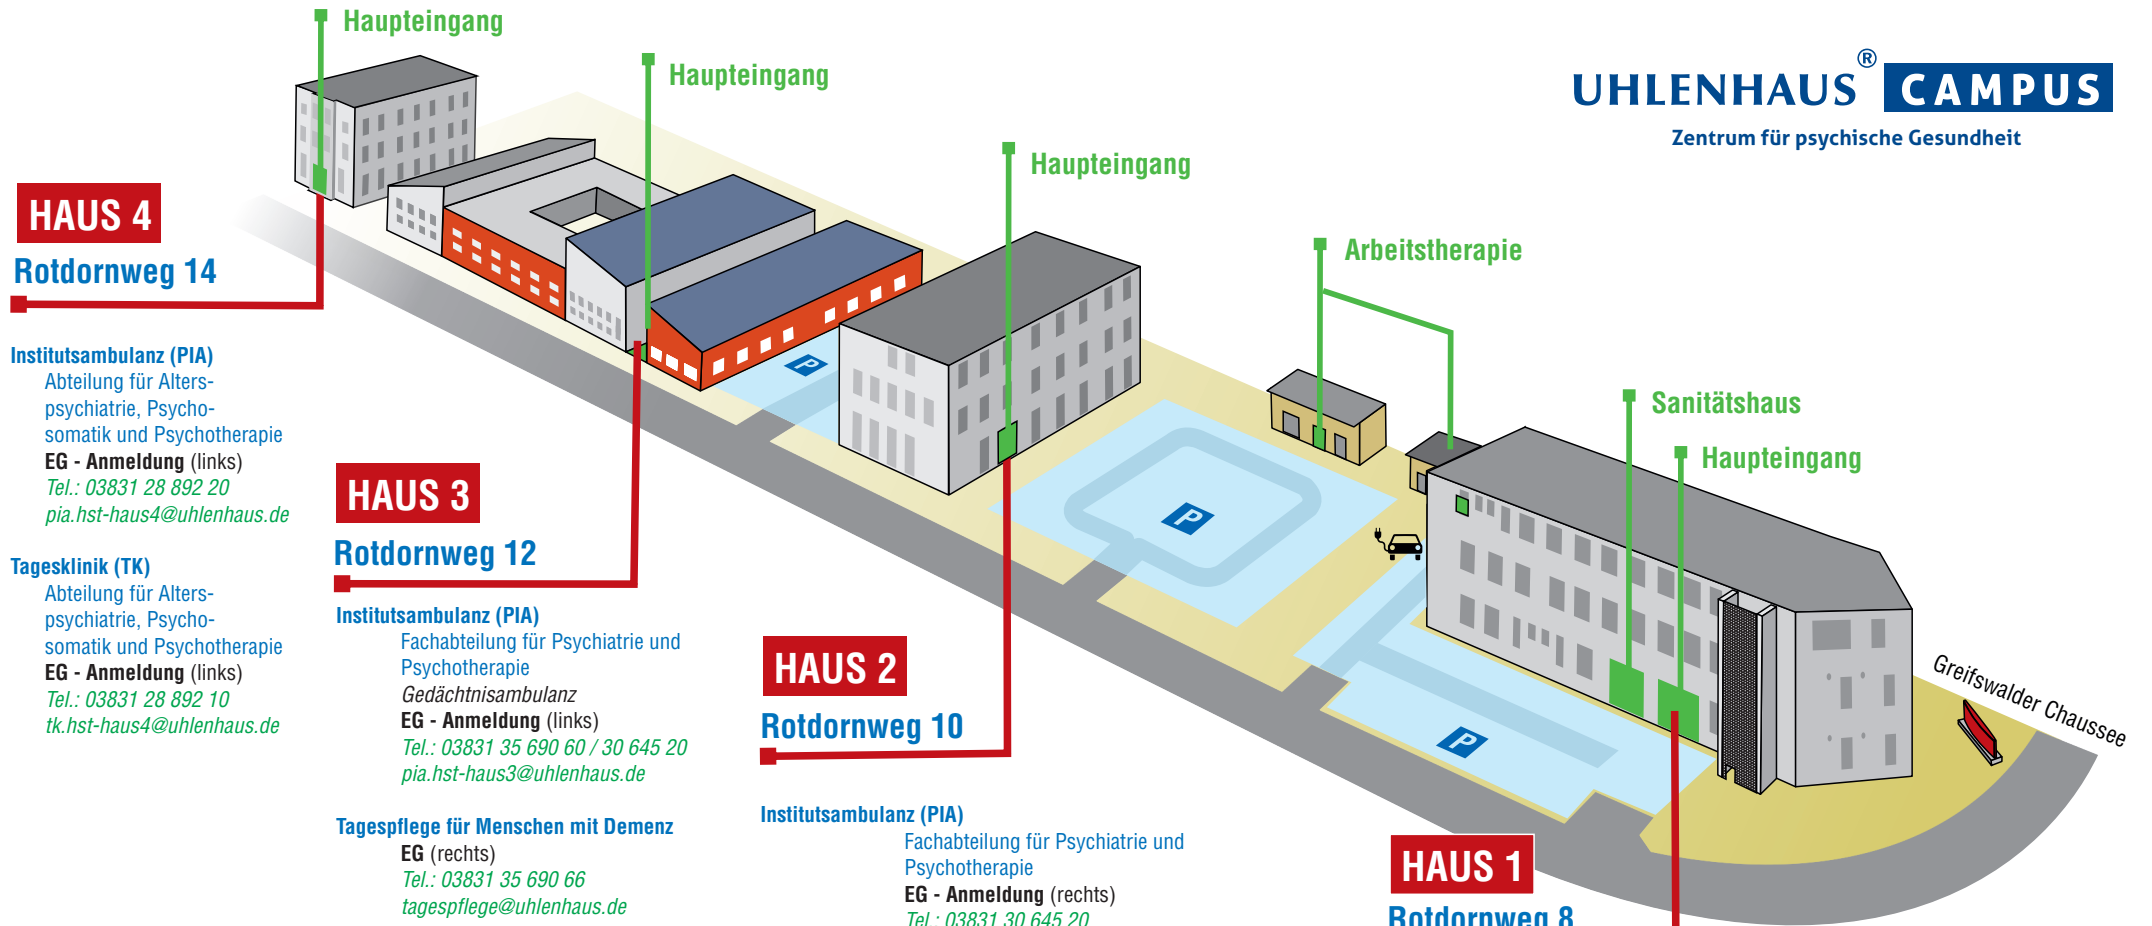 Haupteingang
Haupteingang
Haupteingang
UHLENHAUS® CAMPUS
Zentrum für psychische Gesundheit
Arbeitstherapie
Sanitätshaus
Haupteingang
Greifswalder Chaussee
P
P
P
HAUS 4
Rotdornweg 14
Institutsambulanz (PIA)
Abteilung für Alters-
psychiatrie, Psycho-
somatik und Psychotherapie
EG - Anmeldung (links)
Tel.: 03831 28 892 20
pia.hst-haus4@uhlenhaus.de
Tagesklinik (TK)
Abteilung für Alters-
psychiatrie, Psycho-
somatik und Psychotherapie
EG - Anmeldung (links)
Tel.: 03831 28 892 10
tk.hst-haus4@uhlenhaus.de
HAUS 3
Rotdornweg 12
Institutsambulanz (PIA)
Fachabteilung für Psychiatrie und
Psychotherapie
Gedächtnisambulanz
EG - Anmeldung (links)
Tel.: 03831 35 690 60 / 30 645 20
pia.hst-haus3@uhlenhaus.de
Tagespflege für Menschen mit Demenz
EG (rechts)
Tel.: 03831 35 690 66
tagespflege@uhlenhaus.de
HAUS 2
Rotdornweg 10
Institutsambulanz (PIA)
Fachabteilung für Psychiatrie und
Psychotherapie
EG - Anmeldung (rechts)
Tel.: 03831 30 645 20
HAUS 1
Rotdornweg 8